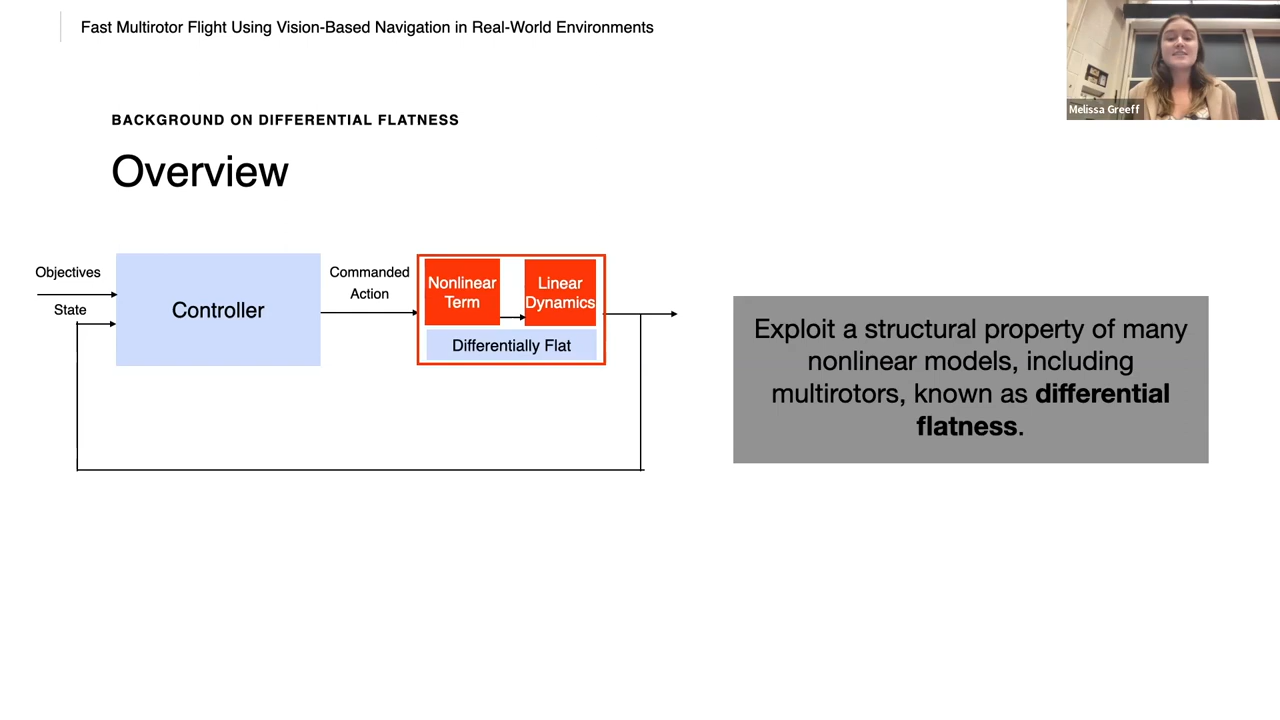 Fast Multirotor Flight Using Vision-Based Navigation in Real-World Environments
Melissa Greeff
BACKGROUND ON DIFFERENTIAL FLATNESS
Overview
Objectives
State
Controller
Commanded
Action
Nonlinear
Term
Linear
Dynamics
Differentially Flat
Exploit a structural property of many
nonlinear models, including
multirotors, known as differential
flatness.